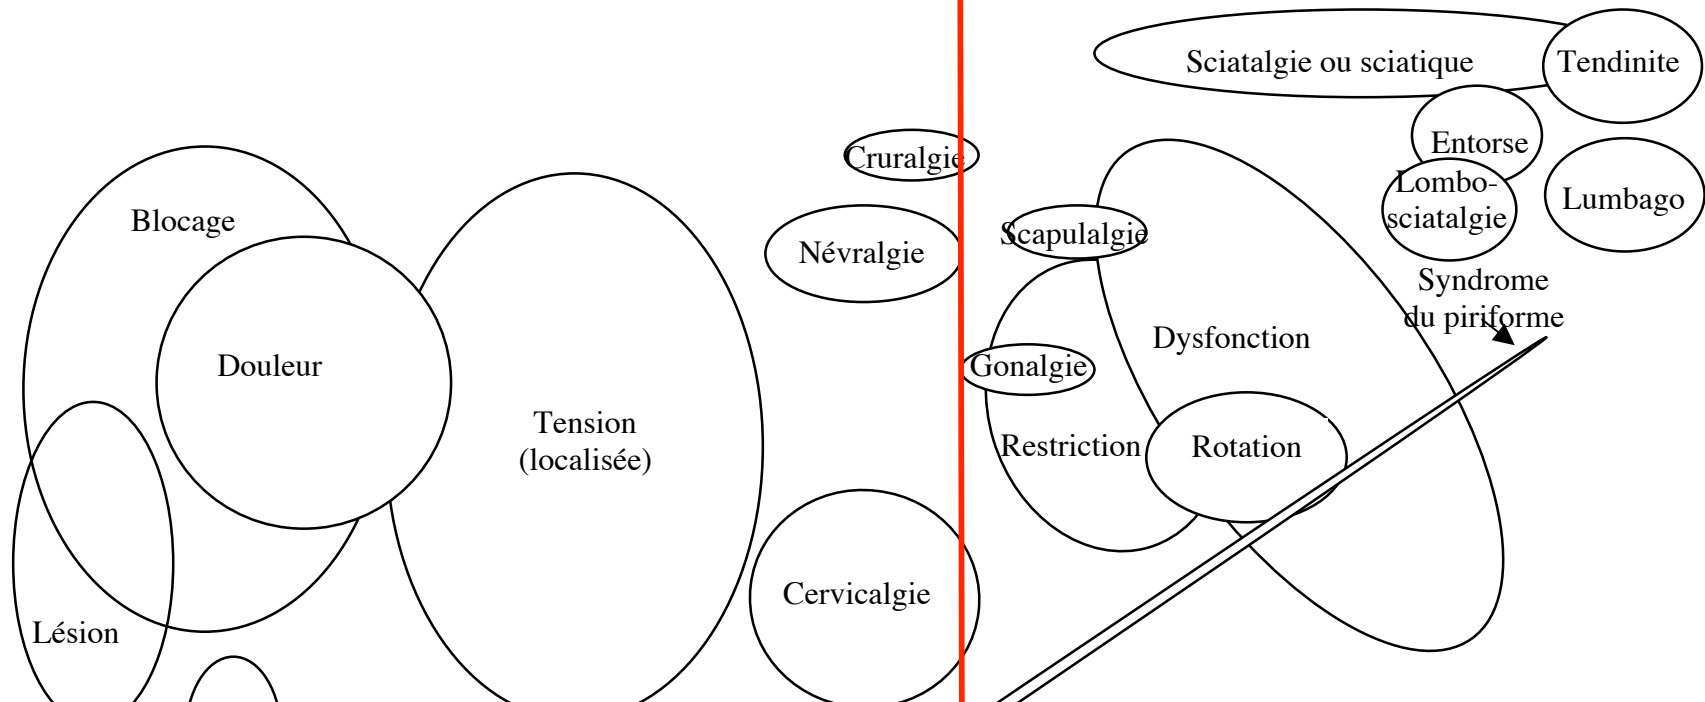 Sciatalgie ou sciatique
Tendinite
Entorse
Cruralgie
Lombo-
sciatalgie
Lumbago
Blocage
Névralgie
Scapulalgie
Syndrome
du piriforme
Douleur
Dysfonction
Gonalgie
Tension
(localisée)
Restriction
Rotation
Cervicalgie
Lésion